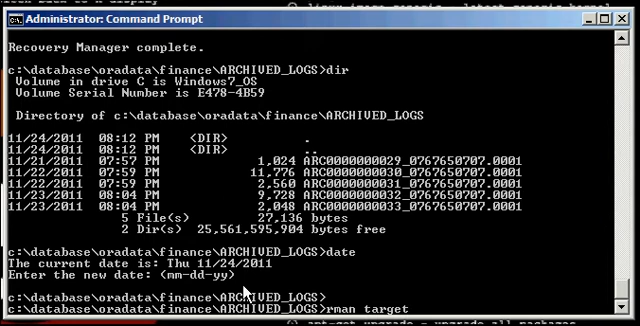 Administrator: Command Prompt
Recovery Manager complete.
c:\database\oradata\finance\ARCHIVED_LOGS>dir
Volume in drive C is Windows7_OS
Volume Serial Number is E478-4B59
Directory of c:\database\oradata\finance\ARCHIVED_LOGS
11/24/2011 08:12 PM <DIR> .
11/24/2011 08:12 PM <DIR> ..
11/21/2011 07:57 PM 1,024 ARC0000000029_0767650707.0001
11/22/2011 07:59 PM 11,776 ARC0000000030_0767650707.0001
11/22/2011 07:59 PM 2,560 ARC0000000031_0767650707.0001
11/23/2011 08:04 PM 9,728 ARC0000000032_0767650707.0001
11/23/2011 08:04 PM 2,048 ARC0000000033_0767650707.0001
5 File(s) 27,136 bytes
2 Dir(s) 25,561,595,904 bytes free
c:\database\oradata\finance\ARCHIVED_LOGS>date
The current date is: Thu 11/24/2011
Enter the new date: (mm-dd-yy)
c:\database\oradata\finance\ARCHIVED_LOGS>
c:\database\oradata\finance\ARCHIVED_LOGS>rman target